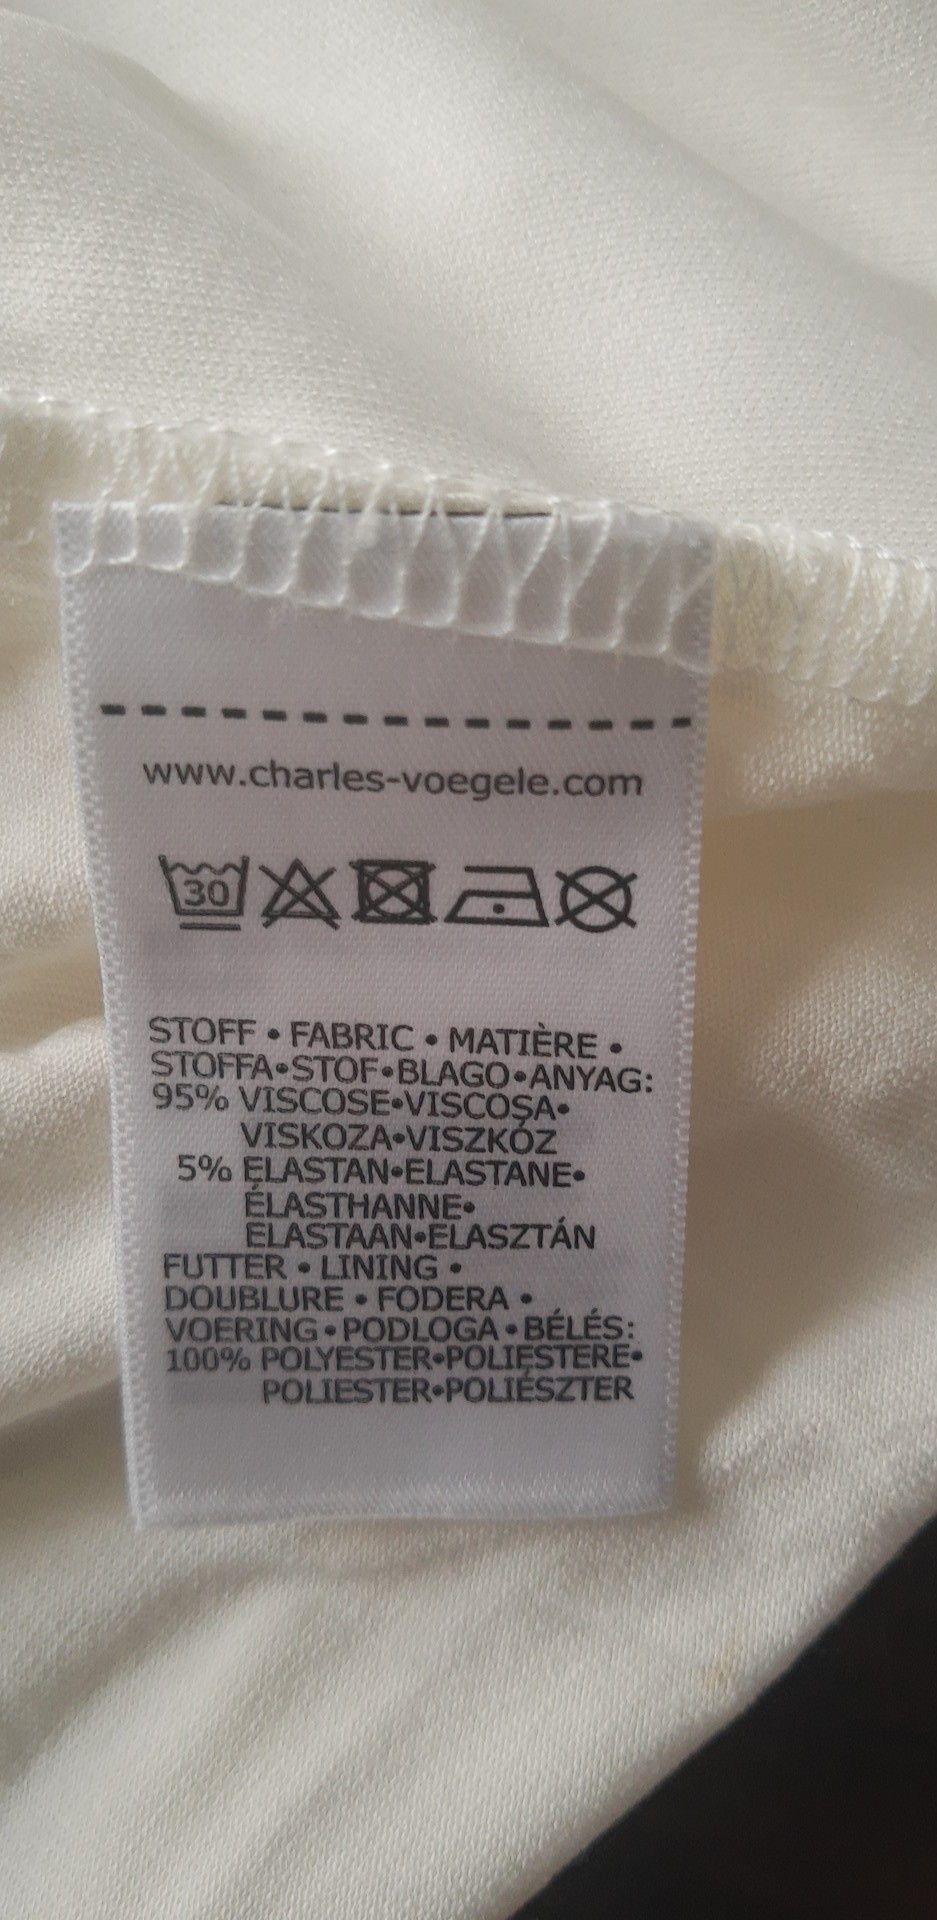 www.charles-voegele.com
30
STOFF • FABRIC • MATIÈRE •
STOFFA•STOF•BLAGO•ANYAG:
95% VISCOSE•VISCOSA•
VISKOZA•VISZKÓZ
5% ELASTAN•ELASTANE•
ÉLASTHANNE•
ELASTAAN•ELASZTÁN
FUTTER • LINING •
DOUBLURE • FODERA •
VOERING•PODLOGA•BÉLÉS:
100% POLYESTER•POLIESTERE•
POLIESTER•POLIÉSZTER